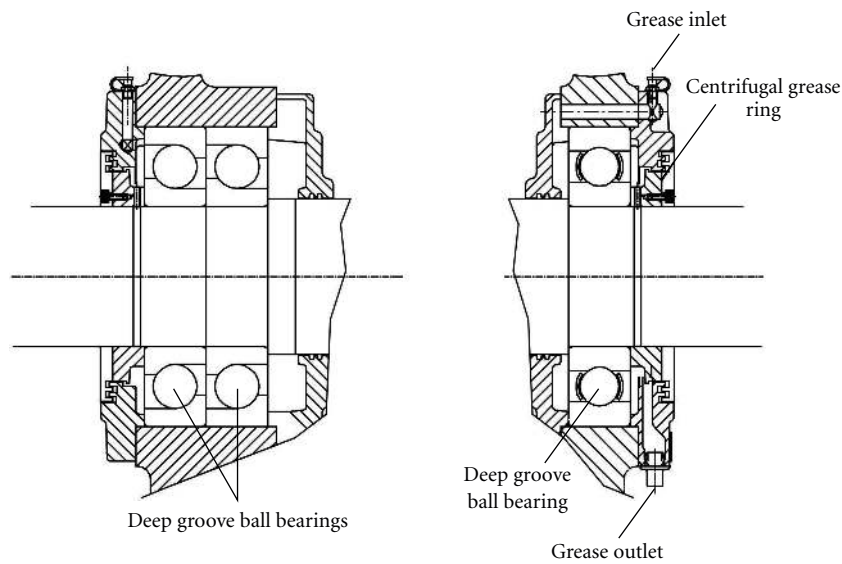 Grease inlet
Centrifugal grease
ring
Deep groove
ball bearing
Deep groove ball bearings
Grease outlet